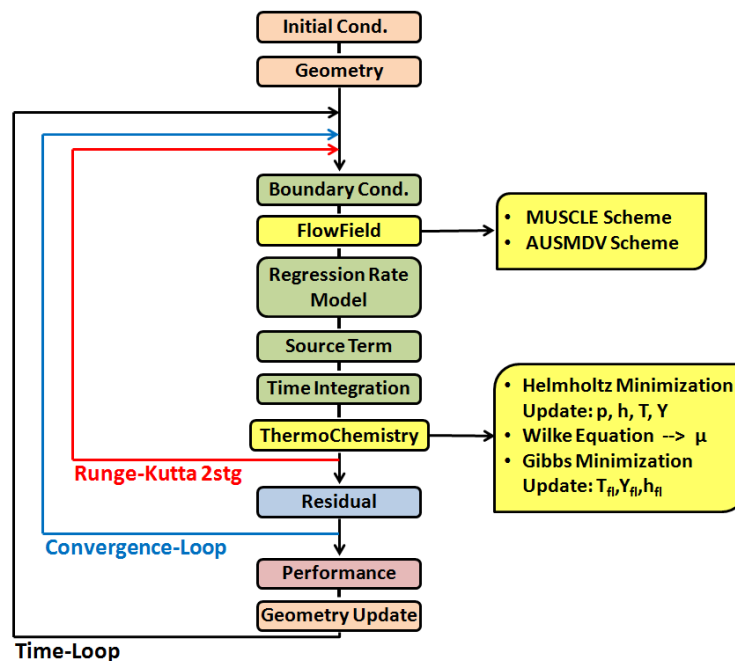 Initial Cond.
Geometry
Boundary Cond.
FlowField
• MUSCLE Scheme
• AUSMDV Scheme
Regression Rate
Model
Source Term
Time Integration
ThermoChemistry
• Helmholtz Minimization
Update: p, h, T, Y
• Wilke Equation --> μ
• Gibbs Minimization
Update: Tfl,Yfl,hfl
Runge-Kutta 2stg
Residual
Convergence-Loop
Performance
Geometry Update
Time-Loop